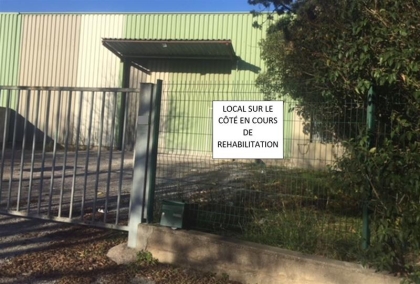 LOCAL SUR LE
CÔTÉ EN COURS
DE
REHABILITATION